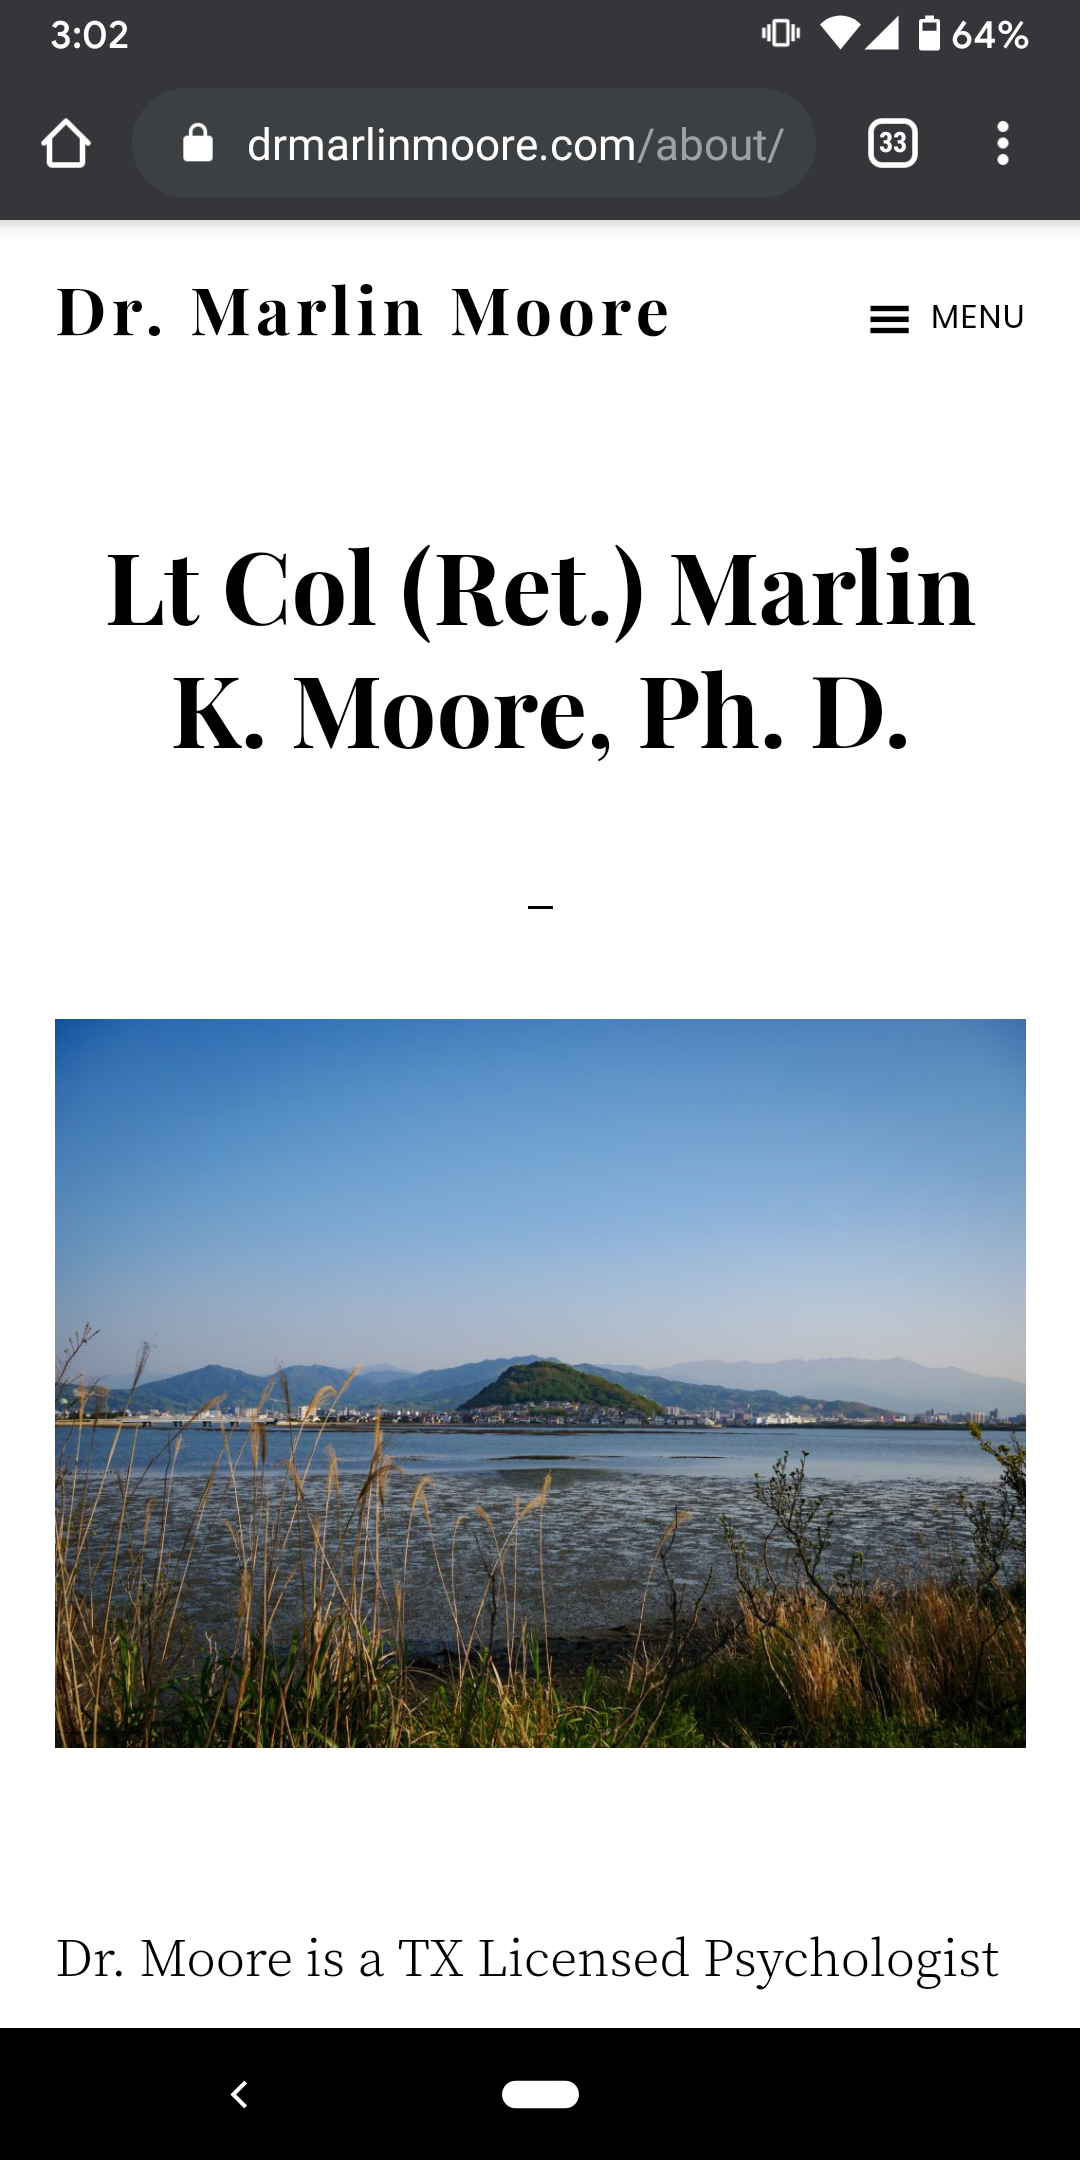 3:02
64%
drmarlinmoore.com/about/
33
Dr. Marlin Moore
MENU
Lt Col (Ret.) Marlin
K. Moore, Ph. D.
Dr. Moore is a TX Licensed Psychologist